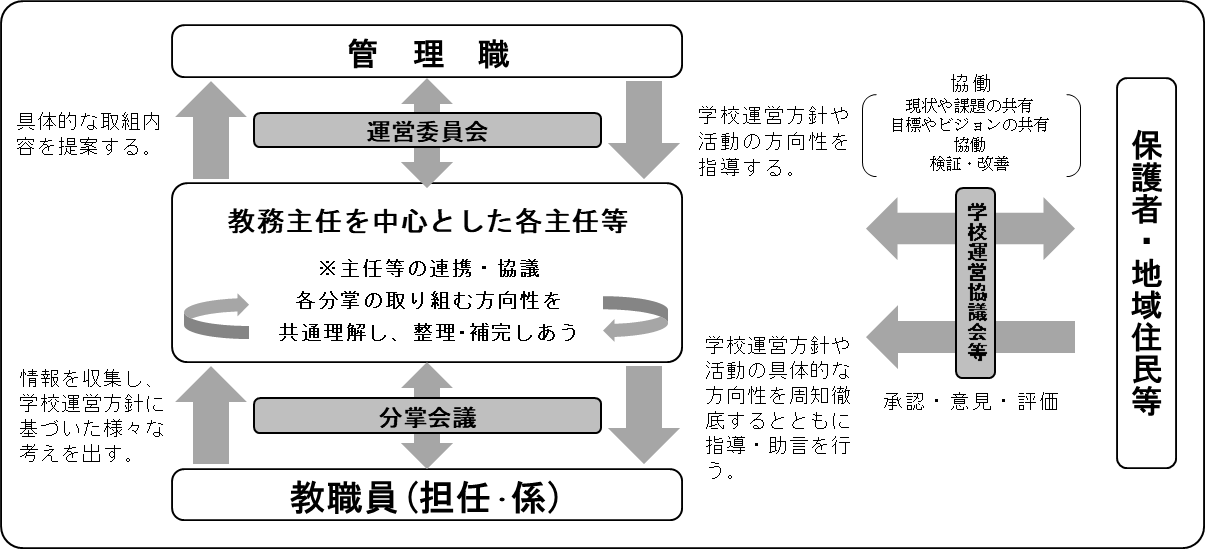 管　理　職
具体的な取組内
容を提案する。
運営委員会
学校運営方針や
活動の方向性を
指導する。
教務主任を中心とした各主任等
※主任等の連携・協議
各分掌の取り組む方向性を
共通理解し、整理・補完しあう
情報を収集し、
学校運営方針に
基づいた様々な
考えを出す。
分掌会議
学校運営方針や
活動の具体的な
方向性を周知徹
底するとともに
指導・助言を行
う。
教職員（担任・係）
協働
現状や課題の共有
目標やビジョンの共有
協働
検証・改善
学校運営協議会等
承認・意見・評価
保護者・地域住民等